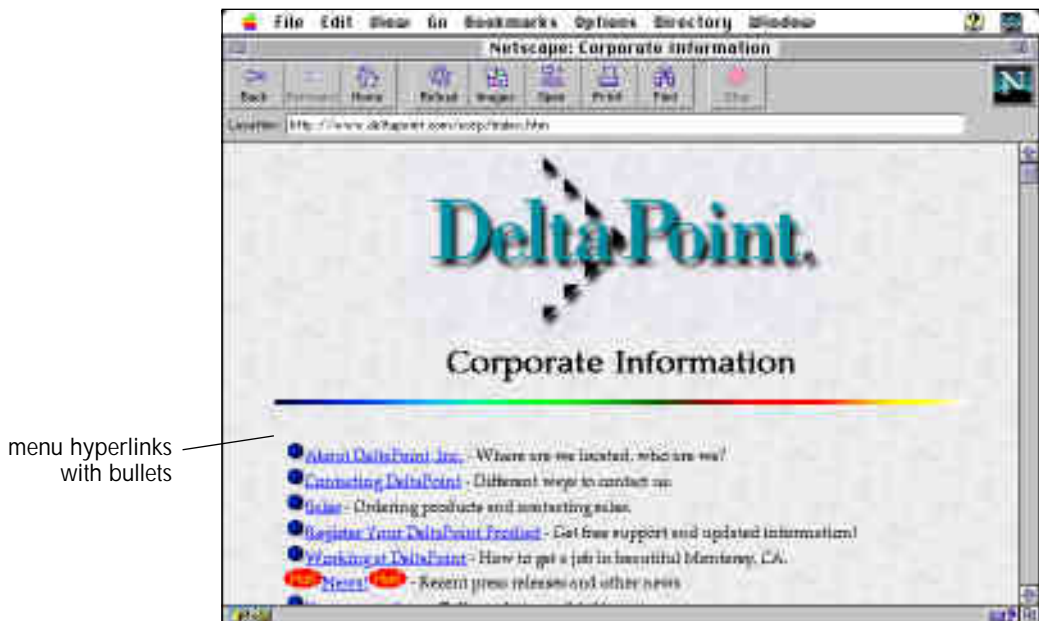 File Edit View Go Bookmarks Options Directory Window
Netscape: Corporate Information
Back Forward Home Reload Images Open Print Find Stop
N
Location: http://www.deltapoint.com/corp/index.htm
DeltaPoint.
Corporate Information
menu hyperlinks
with bullets
About DeltaPoint, Inc. - Where are we located, who are we?
Contacting DeltaPoint - Different ways to contact us.
Sales - Ordering products and contacting sales.
Register Your DeltaPoint Product - Get free support and updated information!
Working at DeltaPoint - How to get a job in beautiful Monterey, CA.
News! - Recent press releases and other news